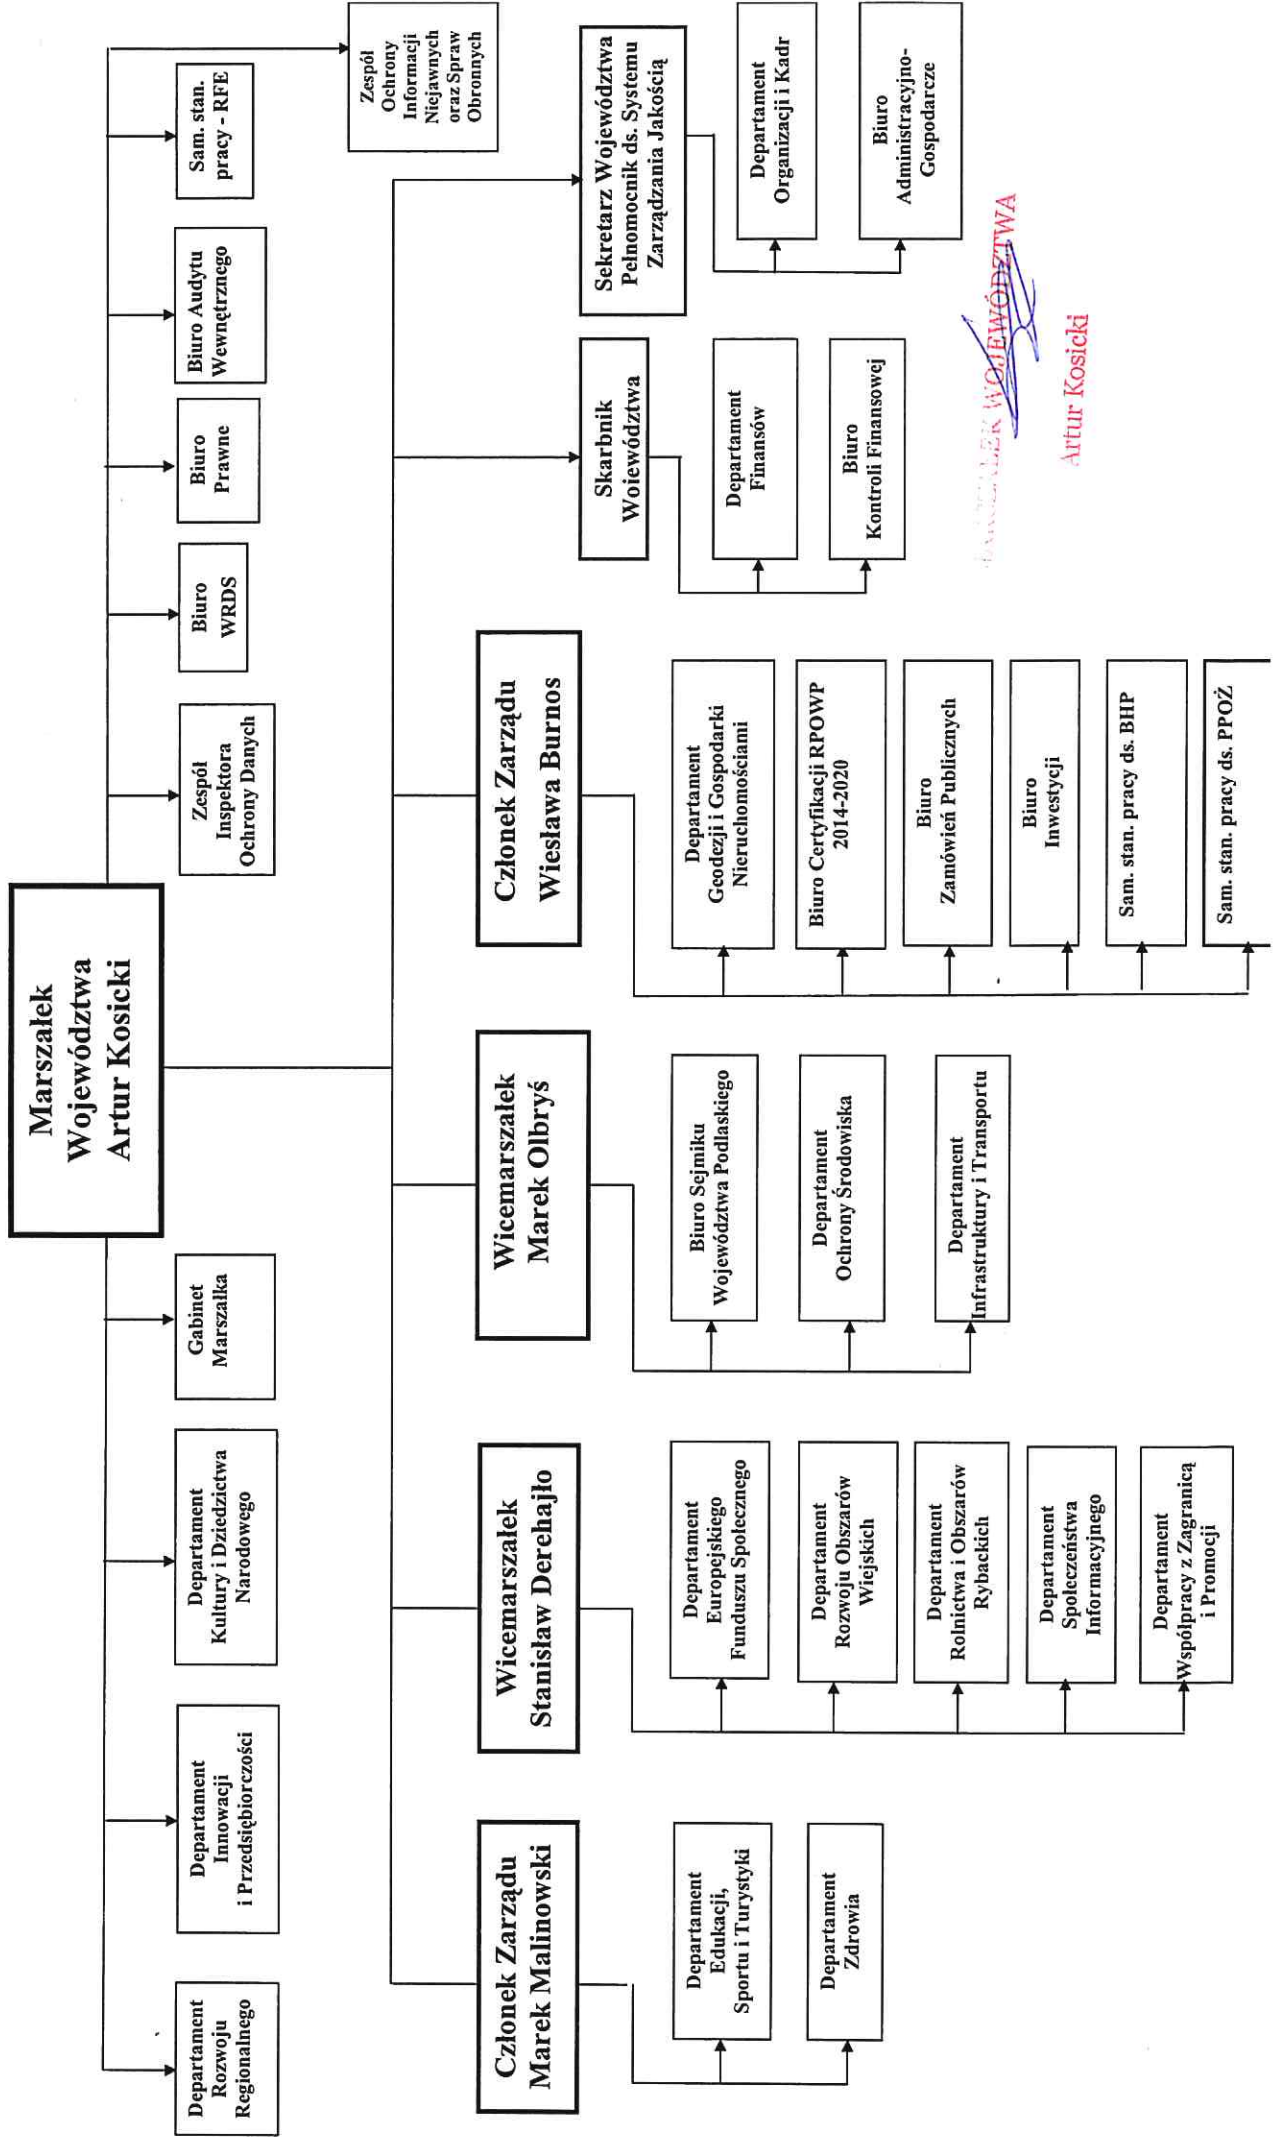 Marszałek
Województwa
Artur Kosicki
Departament
Rozwoju
Regionalnego
Departament
Innowacji
i Przedsiębiorczości
Departament
Kultury i Dziedzictwa
Narodowego
Gabinet
Marszałka
Zespół
Inspektora
Ochrony Danych
Biuro
WRDS
Biuro
Prawne
Biuro Audytu
Wewnętrznego
Sam. stan.
pracy - RFE
Zespół
Ochrony
Informacji
Niejawnych
oraz Spraw
Obronnych
Członek Zarządu
Marek Malinowski
Departament
Edukacji,
Sportu i Turystyki
Departament
Zdrowia
Wicemarszałek
Stanisław Derehajło
Departament
Europejskiego
Funduszu Społecznego
Departament
Rozwoju Obszarów
Wiejskich
Departament
Rolnictwa i Obszarów
Rybackich
Departament
Społeczeństwa
Informacyjnego
Departament
Współpracy z Zagranicą
i Promocji
Wicemarszałek
Marek Olbryś
Biuro Sejmiku
Województwa Podlaskiego
Departament
Ochrony Środowiska
Departament
Infrastruktury i Transportu
Członek Zarządu
Wiesława Burnos
Departament
Geodezji i Gospodarki
Nieruchomościami
Biuro Certyfikacji RPOWP
2014-2020
Biuro
Zamówień Publicznych
Biuro
Inwestycji
Sam. stan. pracy ds. BHP
Sam. stan. pracy ds. PPOŻ
Skarbnik
Woiewództwa
Departament
Finansów
Biuro
Kontroli Finansowej
Sekretarz Województwa
Pełnomocnik ds. Systemu
Zarządzania Jakością
Departament
Organizacji i Kadr
Biuro
Administracyjno-
Gospodarcze
MARSZAŁEK WOJEWÓDZTWA
Artur Kosicki